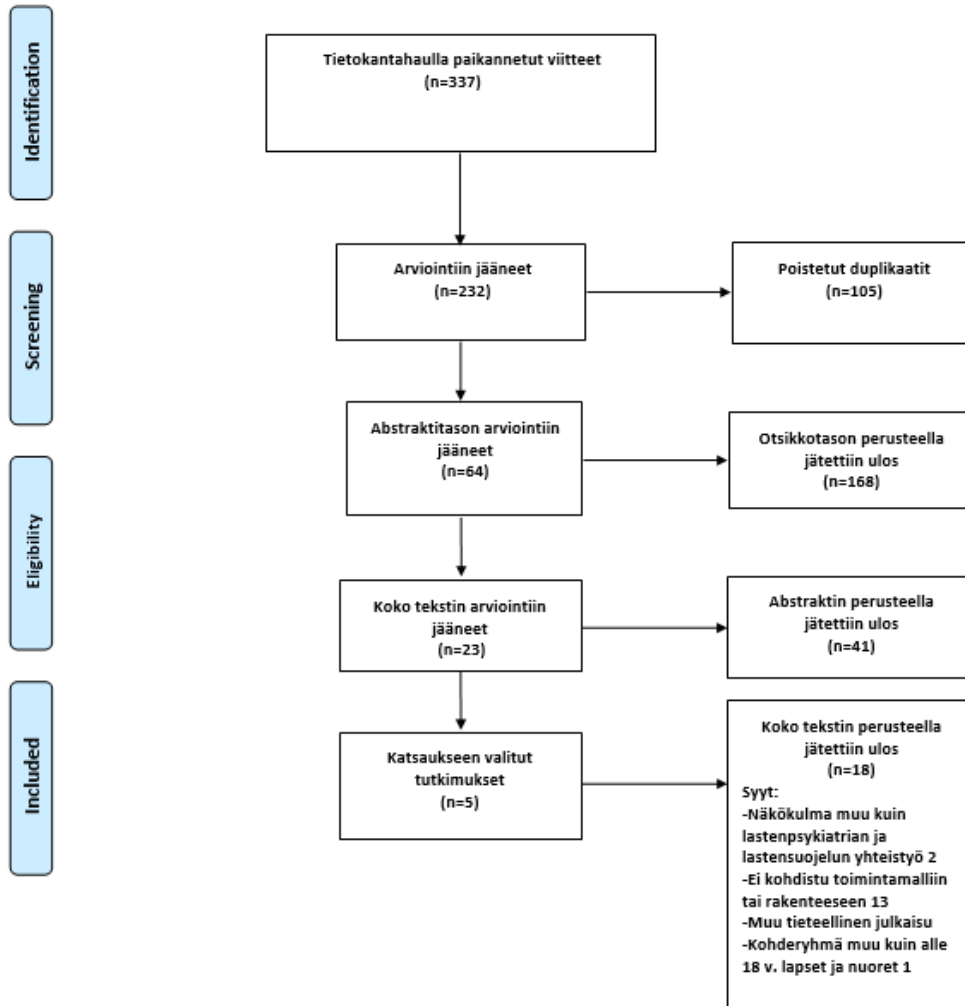 Identification
Tietokantahaulla paikannetut viitteet
(n=337)
Screening
Arviointiin jääneet
(n=232)
Poistetut duplikaatit
(n=105)
Abstraktitason arviointiin
jääneet
(n=64)
Otsikkotason perusteella
jätettiin ulos
(n=168)
Eligibility
Koko tekstin arviointiin
jääneet
(n=23)
Abstraktin perusteella
jätettiin ulos
(n=41)
Included
Katsaukseen valitut
tutkimukset
(n=5)
Koko tekstin perusteella
jätettiin ulos
(n=18)
Syyt:
-Näkökulma muu kuin
lastenpsykiatrian ja
lastensuojelun yhteistyö 2
-Ei kohdistu toimintamalliin
tai rakenteeseen 13
-Muu tieteellinen julkaisu
-Kohderyhmä muu kuin alle
18 v. lapset ja nuoret 1